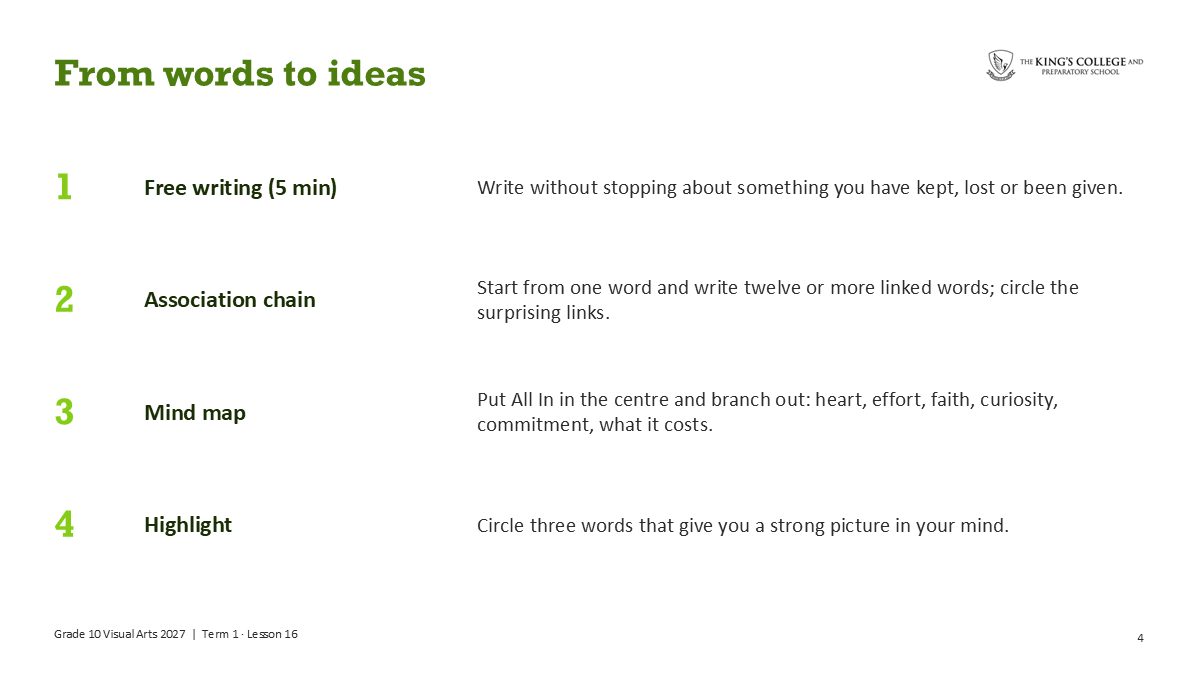 From words to ideas
THE KING'S COLLEGE AND
PREPARATORY SCHOOL
1
Free writing (5 min)
Write without stopping about something you have kept, lost or been given.
2
Association chain
Start from one word and write twelve or more linked words; circle the
surprising links.
3
Mind map
Put All In in the centre and branch out: heart, effort, faith, curiosity,
commitment, what it costs.
4
Highlight
Circle three words that give you a strong picture in your mind.
Grade 10 Visual Arts 2027 | Term 1 · Lesson 16
4